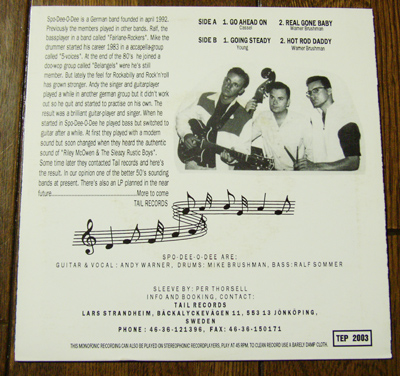 Spo-Dee-O-Dee is a German band founded in april 1992.
Previously the members played in other bands. Ralf, the
bassplayer in a band called "Fairlane-Rockers". Mike the
drummer started his career 1983 in a accapella-group
called "5-voices". At the end of the 80's he joined a
doowop group called "Belangels" were he's still
member. But lately the feel for Rockabilly and Rock'n'roll
has grown stronger. Andy the singer and guitarplayer
played a while in another german group but it didn't work
out so he quit and started to practise on his own. The
result was a brilliant guitarplayer and singer. When he
started in Spo-Dee-O-Dee he played bass but switched to
guitar after a while. At first they played with a modern
sound but soon changed when they heard the authentic
sound of "Riley McOwen & The Sleazy Rustic Boys".
Some time later they contacted Tail records and here's
the result. In our opinion one of the better 50's sounding
bands at present. There's also an LP planned in the near
future...More to come
TAIL RECORDS
SIDE A 1. GO AHEAD ON 2. REAL GONE BABY
Classel Warner Brushman
SIDE B 1. GOING STEADY 2. HOT ROD DADDY
Young Warner Brushman
SPO-DEE-O-DEE ARE:
GUITAR & VOCAL: ANDY WARNER, DRUMS: MIKE BRUSHMAN, BASS: RALF SOMMER
SLEEVE BY: PER THORSELL
INFO AND BOOKING, CONTACT;
TAIL RECORDS
LARS STRANDHEIM, BÄCKALYCKEVÄGEN 11, 553 13 JÖNKÖPING,
SWEDEN
PHONE: 46-36-121396, FAX: 46-36-150171
TEP 2003
THIS MONOPHONIC RECORDING CAN ALSO BE PLAYED ON STEREOPHONIC RECORDPLAYERS, PLAY AT 45 RPM. TO CLEAN RECORD USE A BARELY DAMP CLOTH.